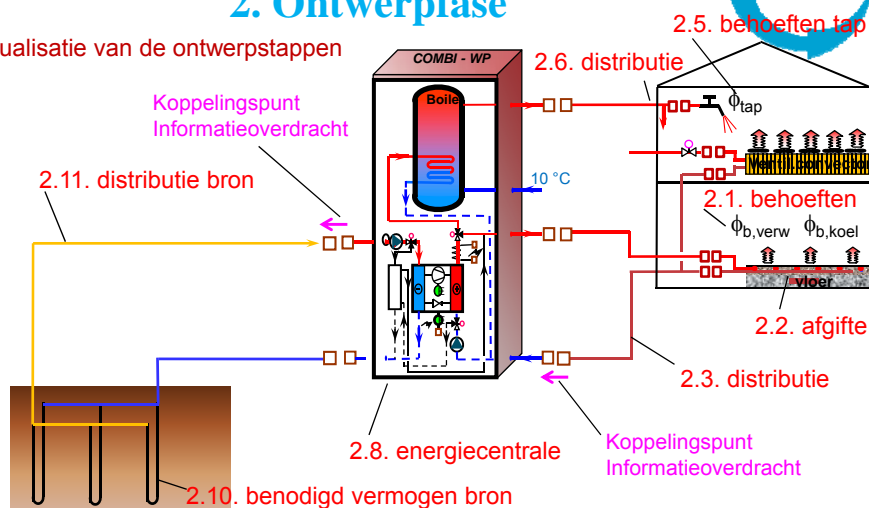 2. Ontwerpfase
ualisatie van de ontwerpstappen
2.5. behoeften tap
COMBI - WP
2.6. distributie
Boile
ϕtap
Koppelingspunt
Informatieoverdracht
10 °C
2.11. distributie bron
2.1. behoeften
ϕb,verw ϕb,koel
vloer
2.2. afgifte
2.3. distributie
2.8. energiecentrale
Koppelingspunt
Informatieoverdracht
2.10. benodigd vermogen bron